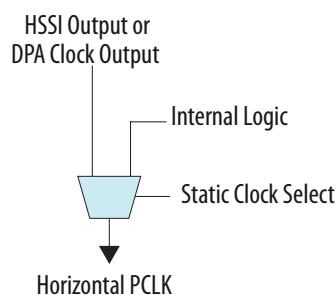 HSSI Output or
DPA Clock Output
Internal Logic
Static Clock Select
Horizontal PCLK